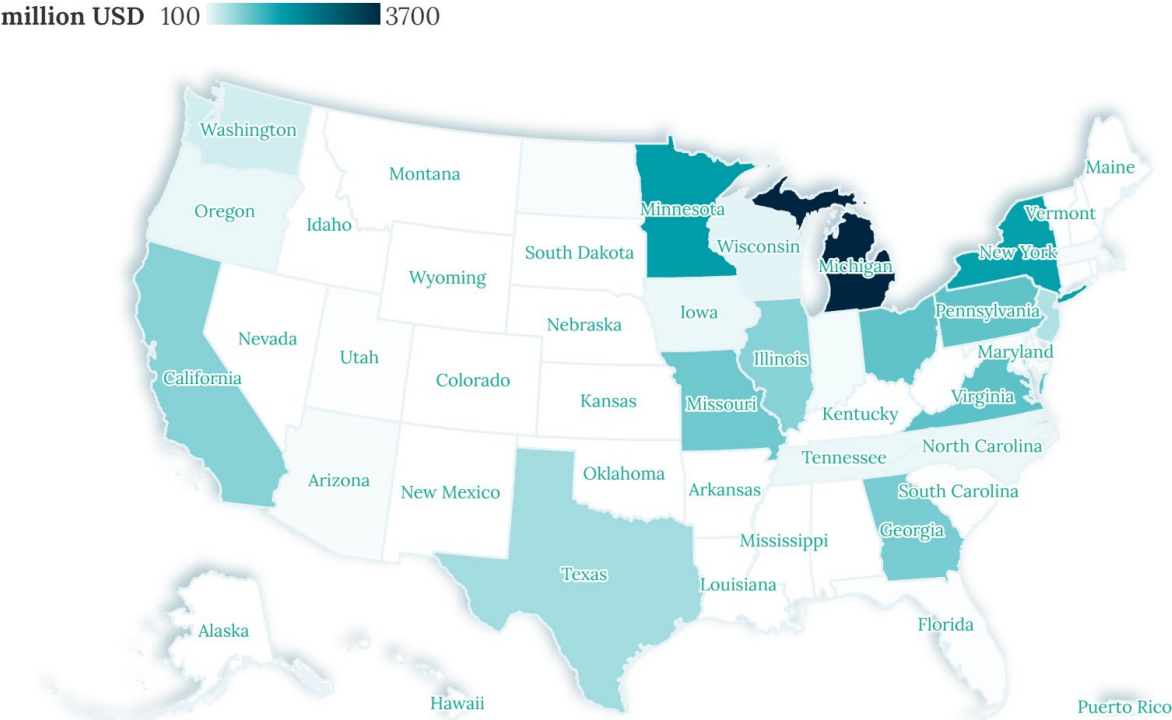 million USD 100 3700
Washington
Montana
Maine
Oregon
Idaho
Minnesota
Vermont
South Dakota
Wisconsin
New York
Wyoming
Michigan
Nebraska
Iowa
Pennsylvania
Nevada
Utah
Illinois
Maryland
California
Colorado
Kansas
Missouri
Virginia
Kentucky
Arizona
New Mexico
Oklahoma
Tennessee
North Carolina
Arkansas
South Carolina
Georgia
Mississippi
Texas
Louisiana
Alaska
Florida
Hawaii
Puerto Rico